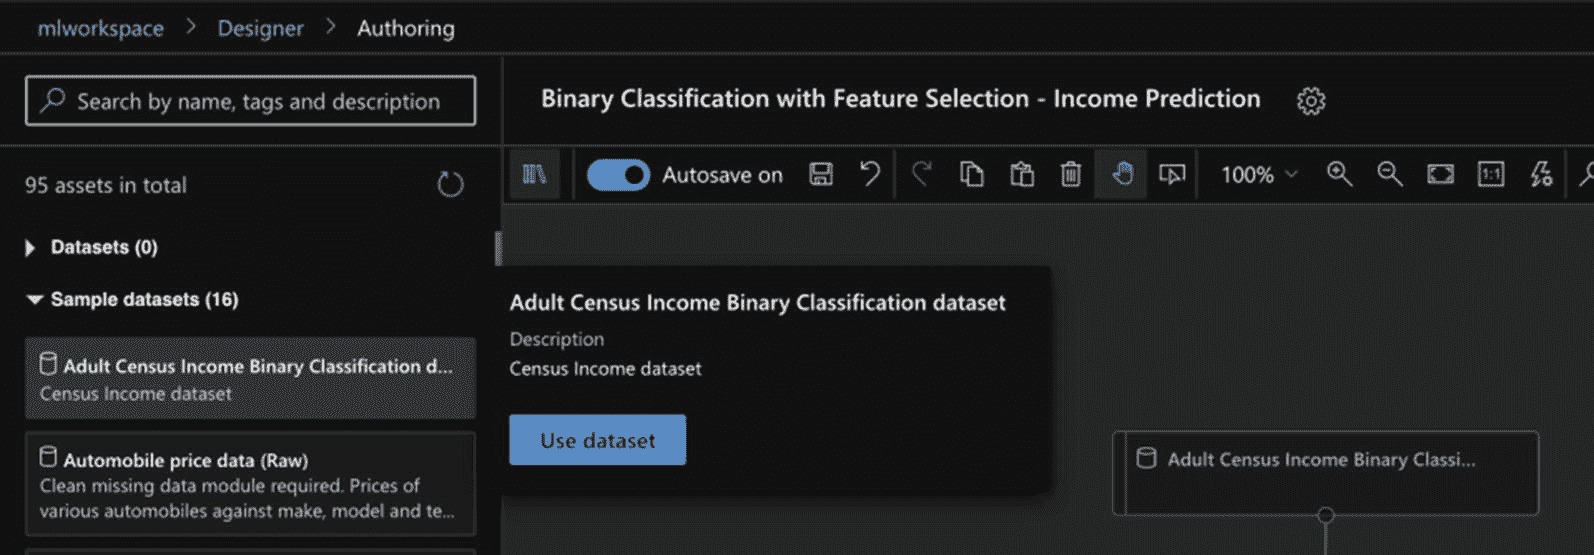 mlworkspace > Designer > Authoring
Search by name, tags and description
Binary Classification with Feature Selection - Income Prediction
95 assets in total
Autosave on
100%
1:1
Datasets (0)
Sample datasets (16)
Adult Census Income Binary Classification d...
Census Income dataset
Automobile price data (Raw)
Clean missing data module required. Prices of
various automobiles against make, model and te...
Adult Census Income Binary Classification dataset
Description
Census Income dataset
Use dataset
Adult Census Income Binary Classi...